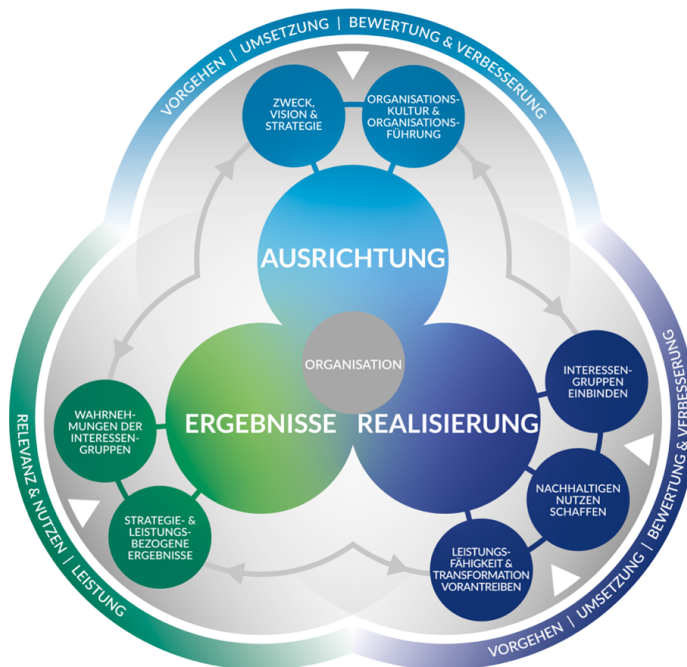 VORGEHEN | UMSETZUNG | BEWERTUNG & VERBESSERUNG
ZWECK,
VISION &
STRATEGIE
ORGANISATIONS-
KULTUR &
ORGANISATIONS-
FÜHRUNG
AUSRICHTUNG
ORGANISATION
ERGEBNISSE
REALISIERUNG
INTERESSEN-
GRUPPEN
EINBINDEN
NACHHALTIGEN
NUTZEN
SCHAFFEN
LEISTUNGS-
FÄHIGKEIT &
TRANSFORMATION
VORANTREIBEN
WAHRNEH-
MUNGEN DER
INTERESSEN-
GRUPPEN
STRATEGIE- &
LEISTUNGS-
BEZOGENE
ERGEBNISSE
RELEVANZ & NUTZEN | LEISTUNG
VORGEHEN | UMSETZUNG | BEWERTUNG & VERBESSERUNG